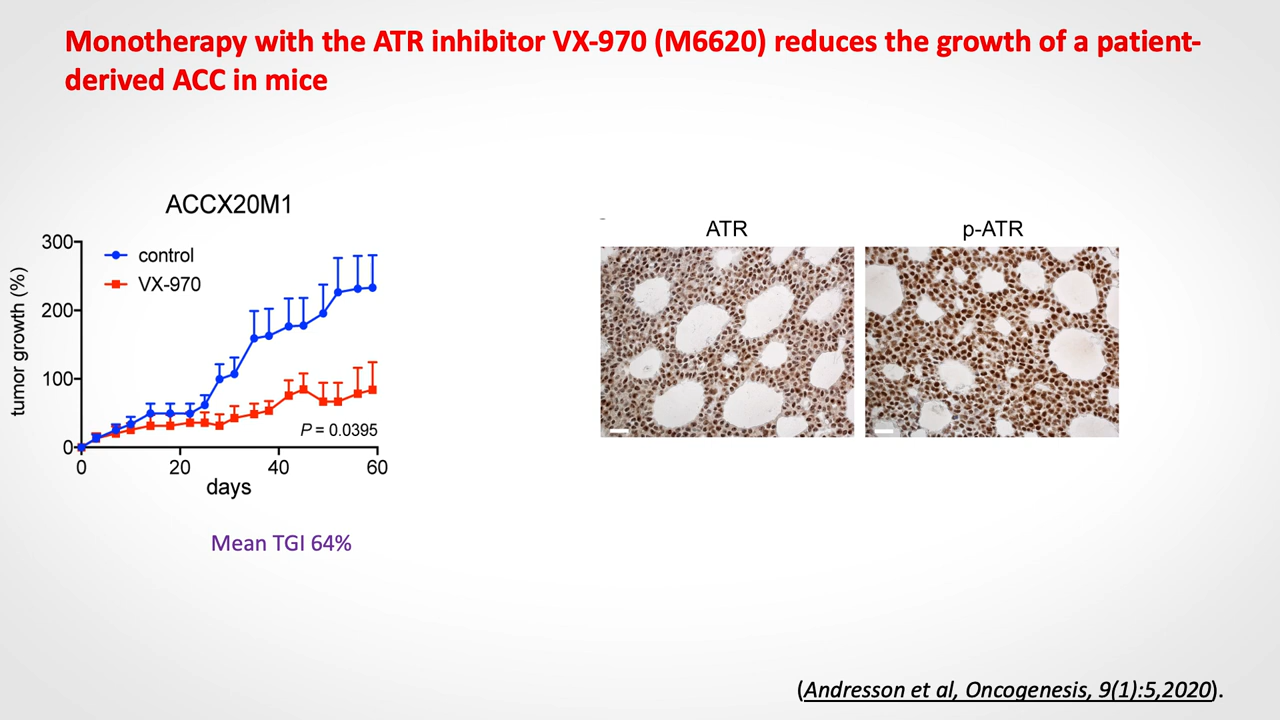 Monotherapy with the ATR inhibitor VX-970 (M6620) reduces the growth of a patient-
derived ACC in mice
ACCX20M1
300
200
100
0
tumor growth (%)
control
VX-970
P = 0.0395
0 20 40 60
days
Mean TGI 64%
ATR
p-ATR
(Andresson et al, Oncogenesis, 9(1):5,2020).